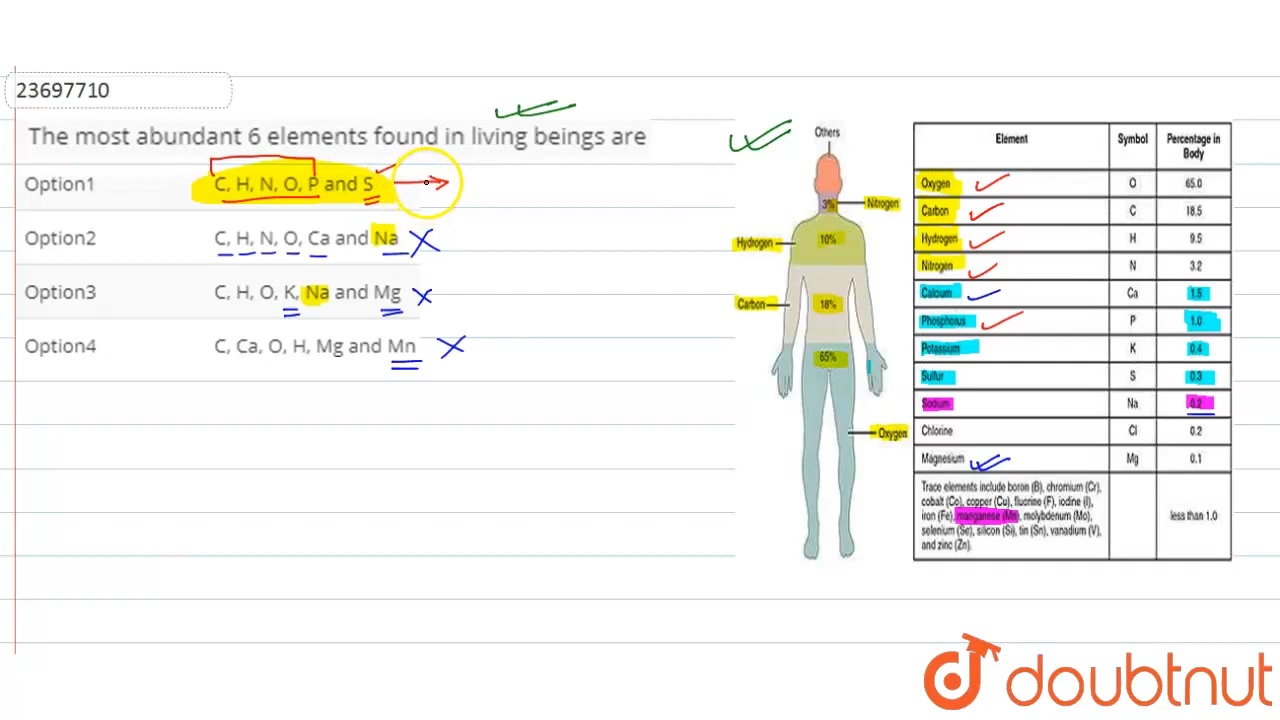 23697710
The most abundant 6 elements found in living beings are
Option1 C, H, N, O, P and S
Option2 C, H, N, O, Ca and Na
Option3 C, H, O, K, Na and Mg
Option4 C, Ca, O, H, Mg and Mn
Others
3% Nitrogen
Hydrogen 10%
Carbon 18%
65%
Oxygen
Element Symbol Percentage in Body
Oxygen O 65.0
Carbon C 18.5
Hydrogen H 9.5
Nitrogen N 3.2
Calcium Ca 1.5
Phosphorus P 1.0
Potassium K 0.4
Sulfur S 0.3
Sodium Na 0.2
Chlorine Cl 0.2
Magnesium Mg 0.1
Trace elements include boron (B), chromium (Cr),
cobalt (Co), copper (Cu), fluorine (F), iodine (I),
iron (Fe), manganese (Mn), molybdenum (Mo), less than 1.0
selenium (Se), silicon (Si), tin (Sn), vanadium (V),
and zinc (Zn).
doubtnut